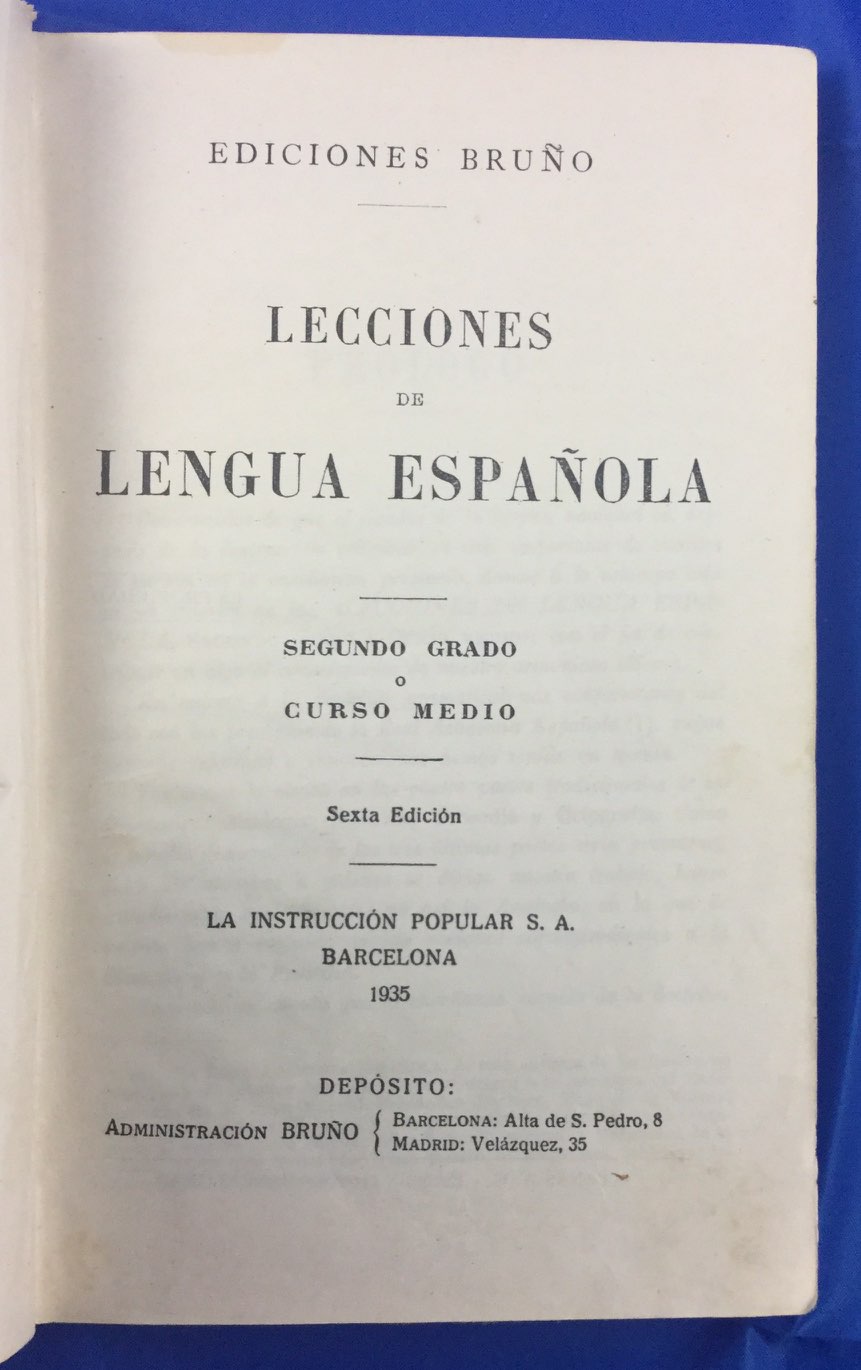 EDICIONES BRUÑO
LECCIONES
DE
LENGUA ESPAÑOLA
SEGUNDO GRADO
O
CURSO MEDIO
Sexta Edición
LA INSTRUCCIÓN POPULAR S. A.
BARCELONA
1935
DEPÓSITO:
ADMINISTRACIÓN BRUÑO { BARCELONA: Alta de S. Pedro, 8
MADRID: Velázquez, 35